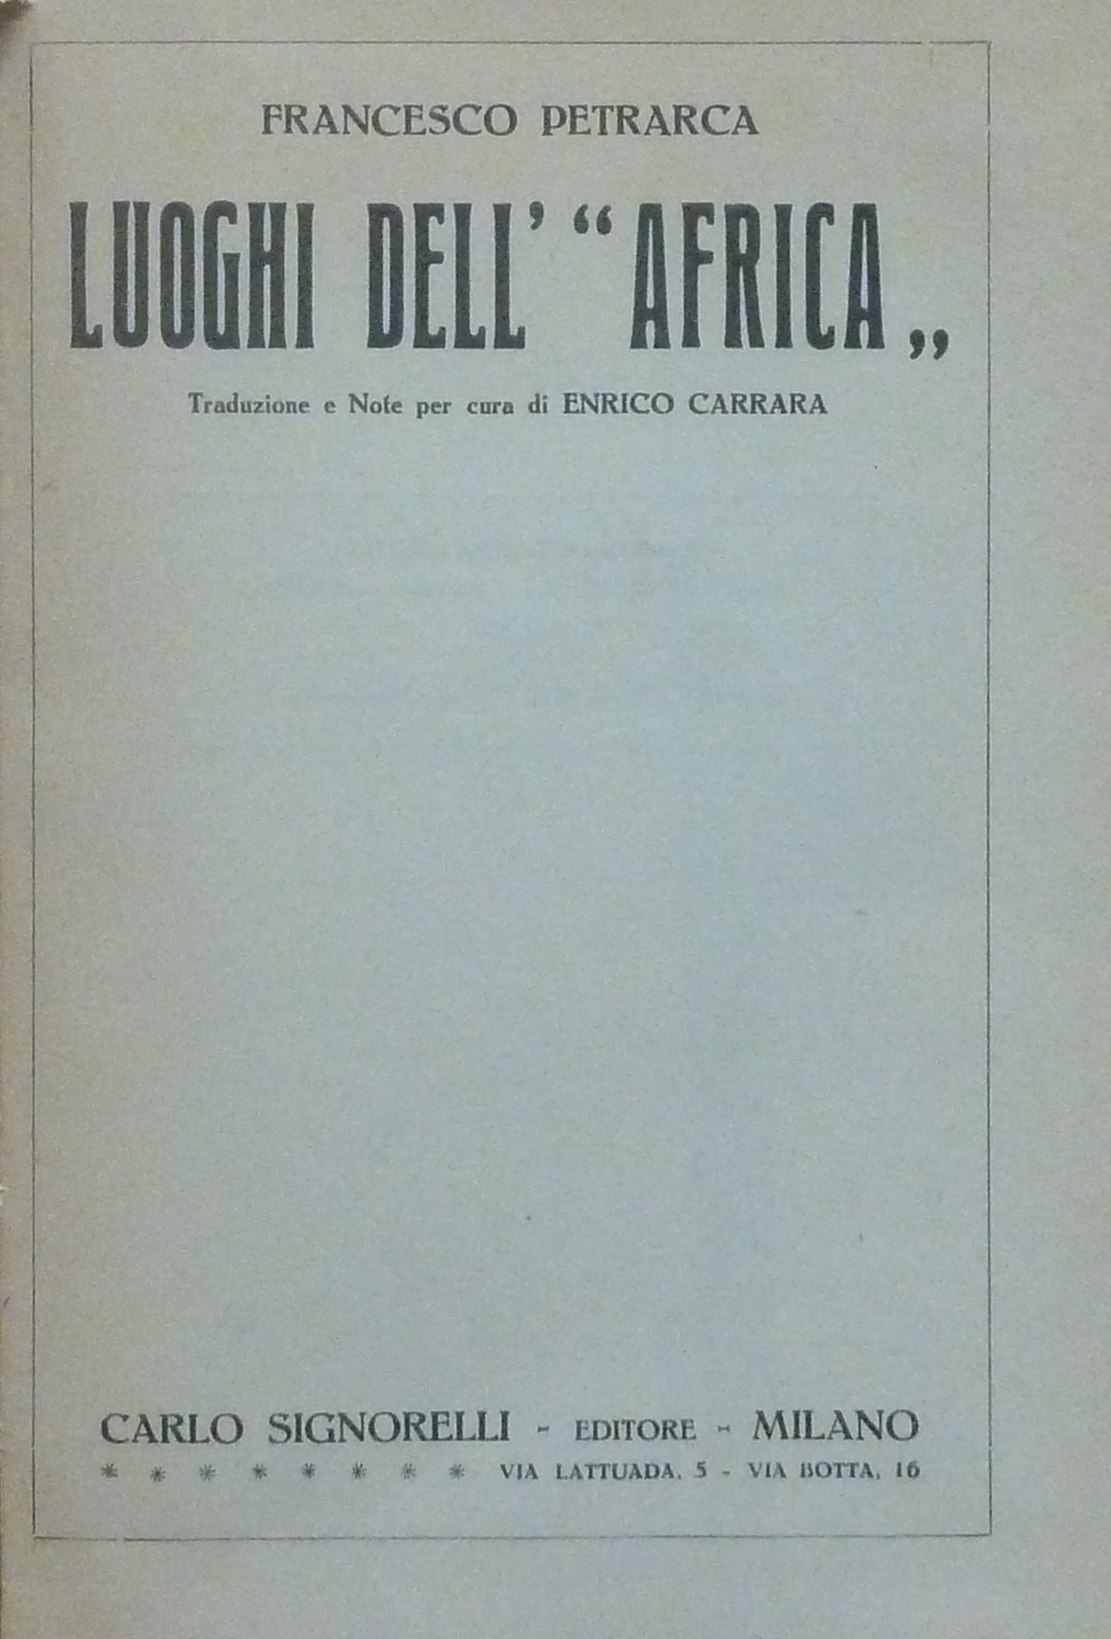 FRANCESCO PETRARCA
LUOGHI DELL' “AFRICA„
Traduzione e Note per cura di ENRICO CARRARA
CARLO SIGNORELLI - EDITORE - MILANO
* * * * * * * * VIA LATTUADA, 5 - VIA BOTTA, 16